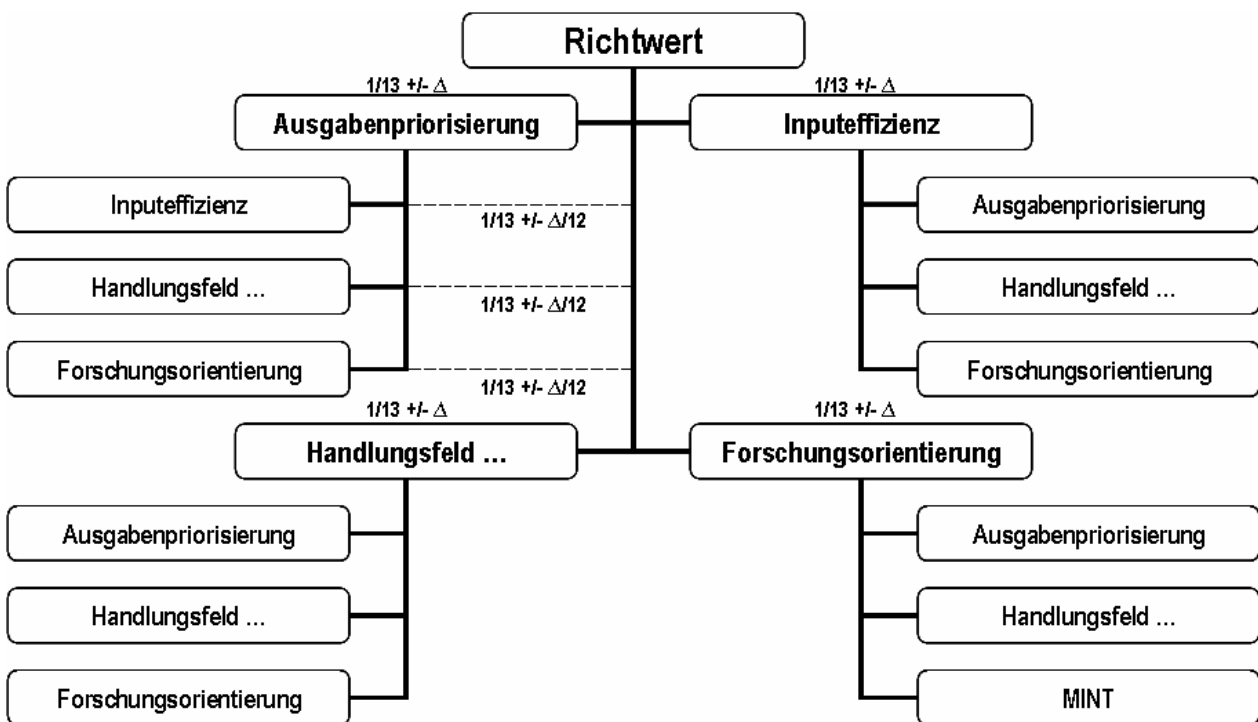 Richtwert
1/13 +/- Δ
1/13 +/- Δ
Ausgabenpriorisierung
Inputeffizienz
Inputeffizienz
Ausgabenpriorisierung
1/13 +/- Δ/12
Handlungsfeld ...
Handlungsfeld ...
1/13 +/- Δ/12
Forschungsorientierung
Forschungsorientierung
1/13 +/- Δ/12
1/13 +/- Δ
1/13 +/- Δ
Handlungsfeld ...
Forschungsorientierung
Ausgabenpriorisierung
Ausgabenpriorisierung
Handlungsfeld ...
Handlungsfeld ...
Forschungsorientierung
MINT